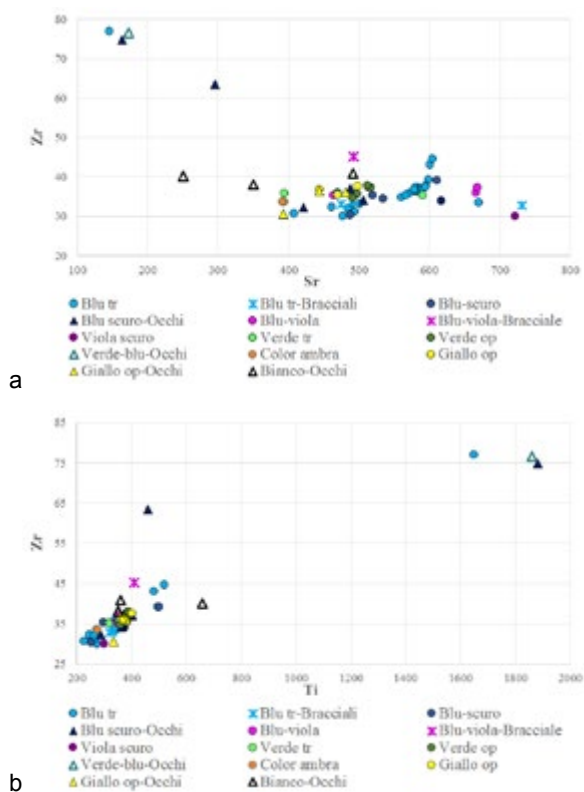 80
70
60
50
40
30
20
Zr
100 200 300 400 500 600 700 800
Sr
Blu tr Blu tr-Bracciali Blu-scuro
Blu scuro-Occhi Blu-viola Blu-viola-Bracciale
Viola scuro Verde tr Verde op
Verde-blu-Occhi Color ambra Giallo op
Giallo op-Occhi Bianco-Occhi
a
85
75
65
55
45
35
25
Zr
200 400 600 800 1000 1200 1400 1600 1800 2000
Ti
Blu tr Blu tr-Bracciali Blu-scuro
Blu scuro-Occhi Blu-viola Blu-viola-Bracciale
Viola scuro Verde tr Verde op
Verde-blu-Occhi Color ambra Giallo op
Giallo op-Occhi Bianco-Occhi
b